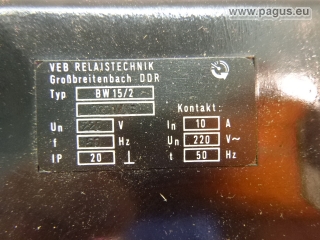 www.pagus.eu
VEB RELAISTECHNIK
Großbreitenbach DDR
Typ BW 15/2
Kontakt:
Un V In 10 A
f Hz Un 220 V~
IP 20 ⊥ t 50 Hz